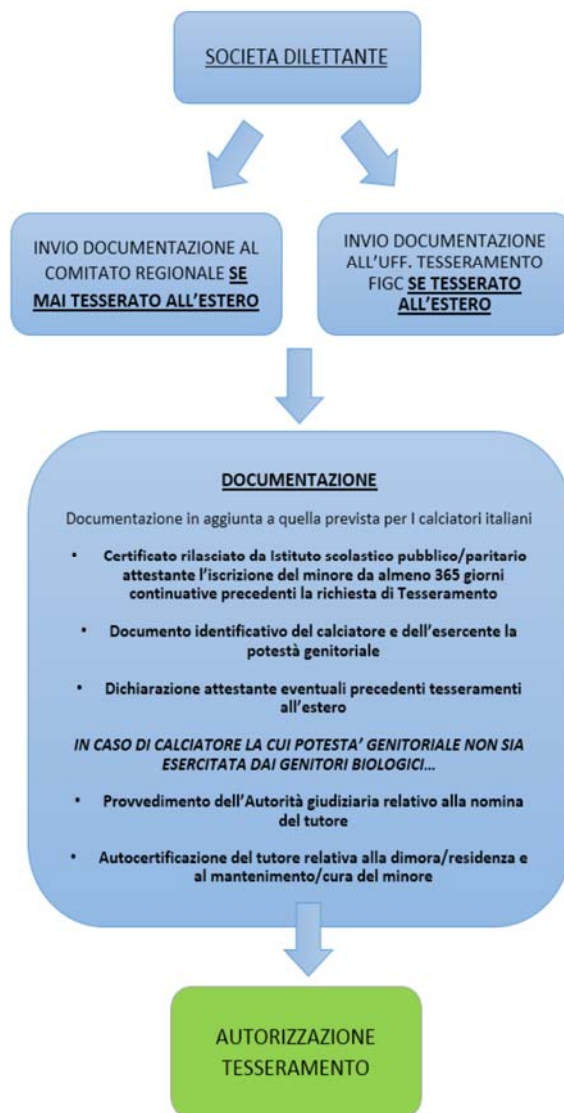 SOCIETA DILETTANTE
INVIO DOCUMENTAZIONE AL
COMITATO REGIONALE SE
MAI TESSERATO ALL'ESTERO
INVIO DOCUMENTAZIONE
ALL'UFF. TESSERAMENTO
FIGC SE TESSERATO
ALL'ESTERO
DOCUMENTAZIONE
Documentazione in aggiunta a quella prevista per I calciatori italiani
• Certificato rilasciato da Istituto scolastico pubblico/paritario
attestante l'iscrizione del minore da almeno 365 giorni
continuative precedenti la richiesta di Tesseramento
• Documento identificativo del calciatore e dell'esercente la
potestà genitoriale
• Dichiarazione attestante eventuali precedenti tesseramenti
all'estero
IN CASO DI CALCIATORE LA CUI POTESTA' GENITORIALE NON SIA
ESERCITATA DAI GENITORI BIOLOGICI…
• Provvedimento dell'Autorità giudiziaria relativo alla nomina
del tutore
• Autocertificazione del tutore relativa alla dimora/residenza e
al mantenimento/cura del minore
AUTORIZZAZIONE
TESSERAMENTO